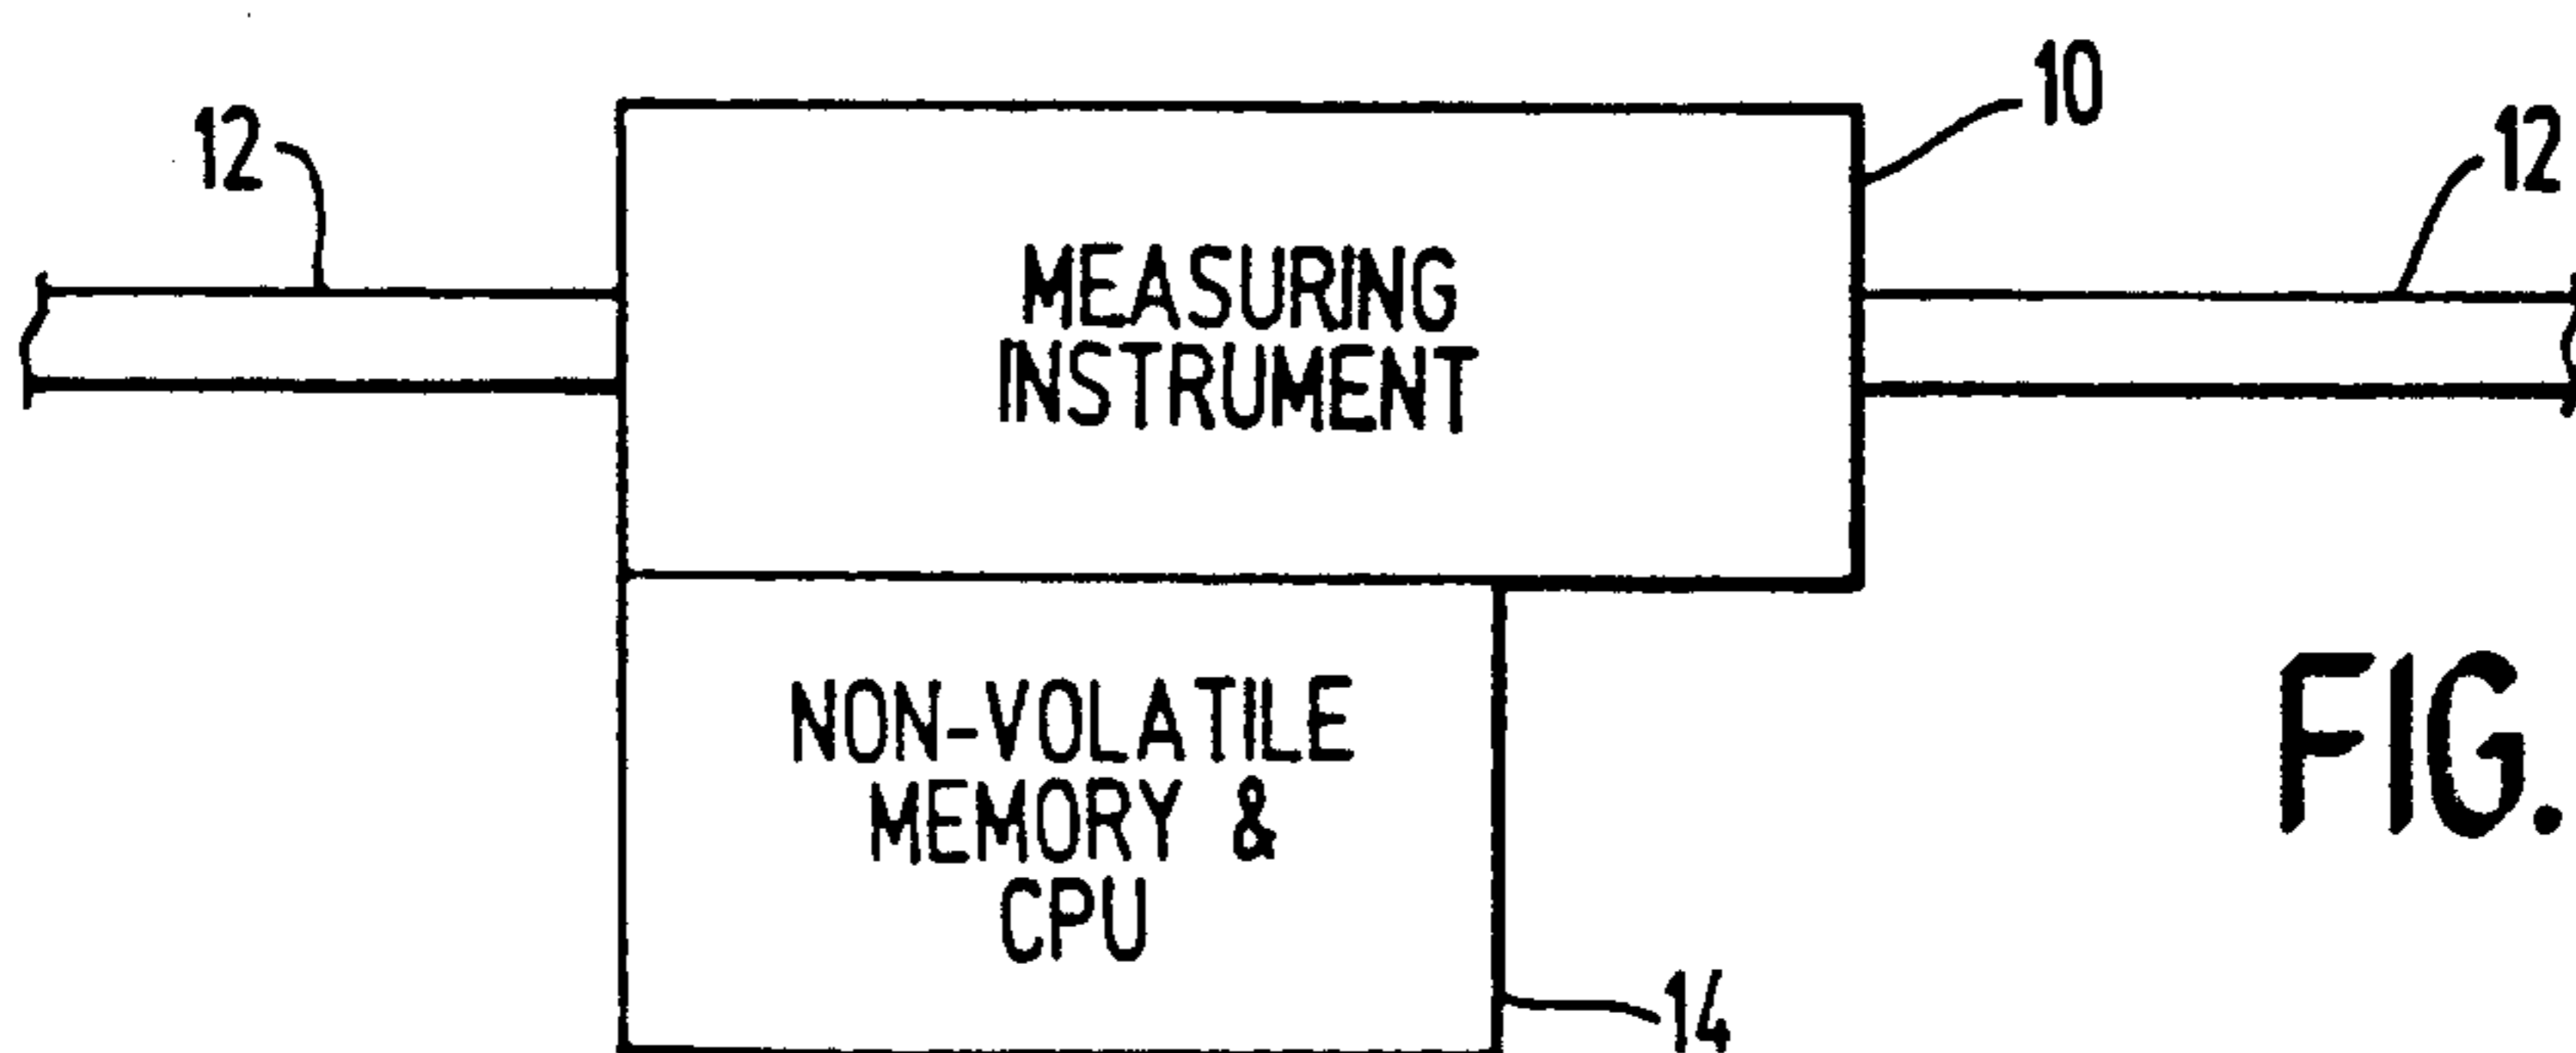 10
12
12
MEASURING
INSTRUMENT
NON-VOLATILE
MEMORY &
CPU
FIG.
14